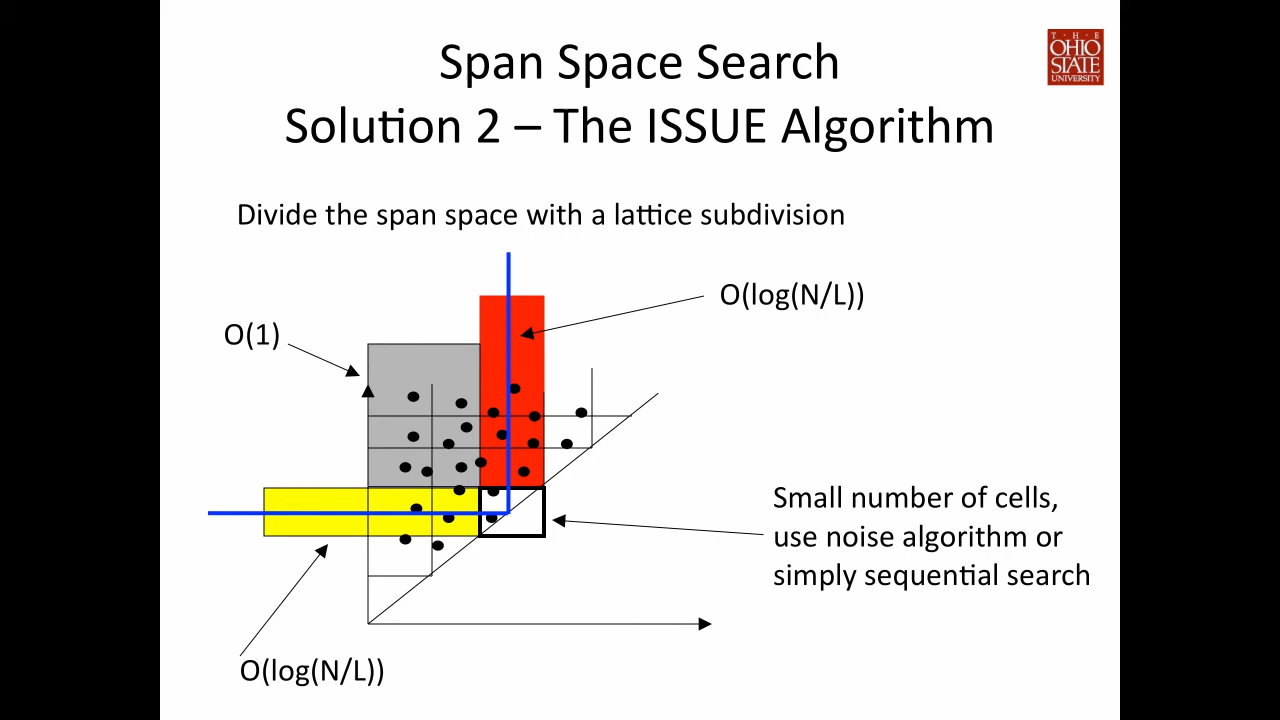 Span Space Search
Solution 2 – The ISSUE Algorithm
T·H·E
OHIO
STATE
UNIVERSITY
Divide the span space with a lattice subdivision
O(log(N/L))
O(1)
Small number of cells,
use noise algorithm or
simply sequential search
O(log(N/L))